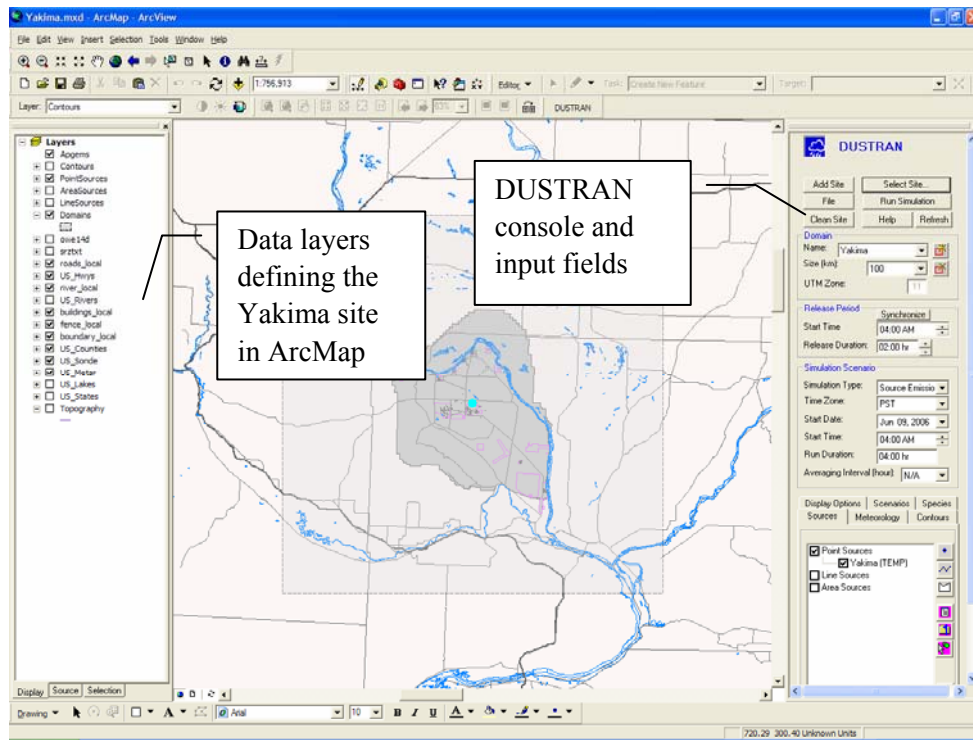 Yakima.mxd - ArcMap - ArcView
File Edit View Insert Selection Tools Window Help
1:756,913
Editor
Task: Create New Feature
Target:
Layer: Contours
83%
DUSTRAN
Layers
Apgems
Contours
PointSources
AreaSources
LineSources
Domains
owe14d
srztxt
roads_local
US_Hwys
river_local
US_Rivers
buildings_local
fence_local
boundary_local
US_Counties
US_Sonde
US_Meter
US_Lakes
US_States
Topography
Data layers
defining the
Yakima site
in ArcMap
DUSTRAN
console and
input fields
DUSTRAN
Add Site Select Site...
File Run Simulation
Clean Site Help Refresh
Domain
Name: Yakima
Size (km): 100
UTM Zone: 11
Release Period Synchronize
Start Time 04:00 AM
Release Duration: 02:00 hr
Simulation Scenario
Simulation Type: Source Emissio
Time Zone: PST
Start Date: Jun 09, 2006
Start Time: 04:00 AM
Run Duration: 04:00 hr
Averaging Interval (hour): N/A
Display Options Scenarios Species
Sources Meteorology Contours
Point Sources
Yakima (TEMP)
Line Sources
Area Sources
Display Source Selection
Drawing A Arial 10 B I U A
720.29 300.40 Unknown Units